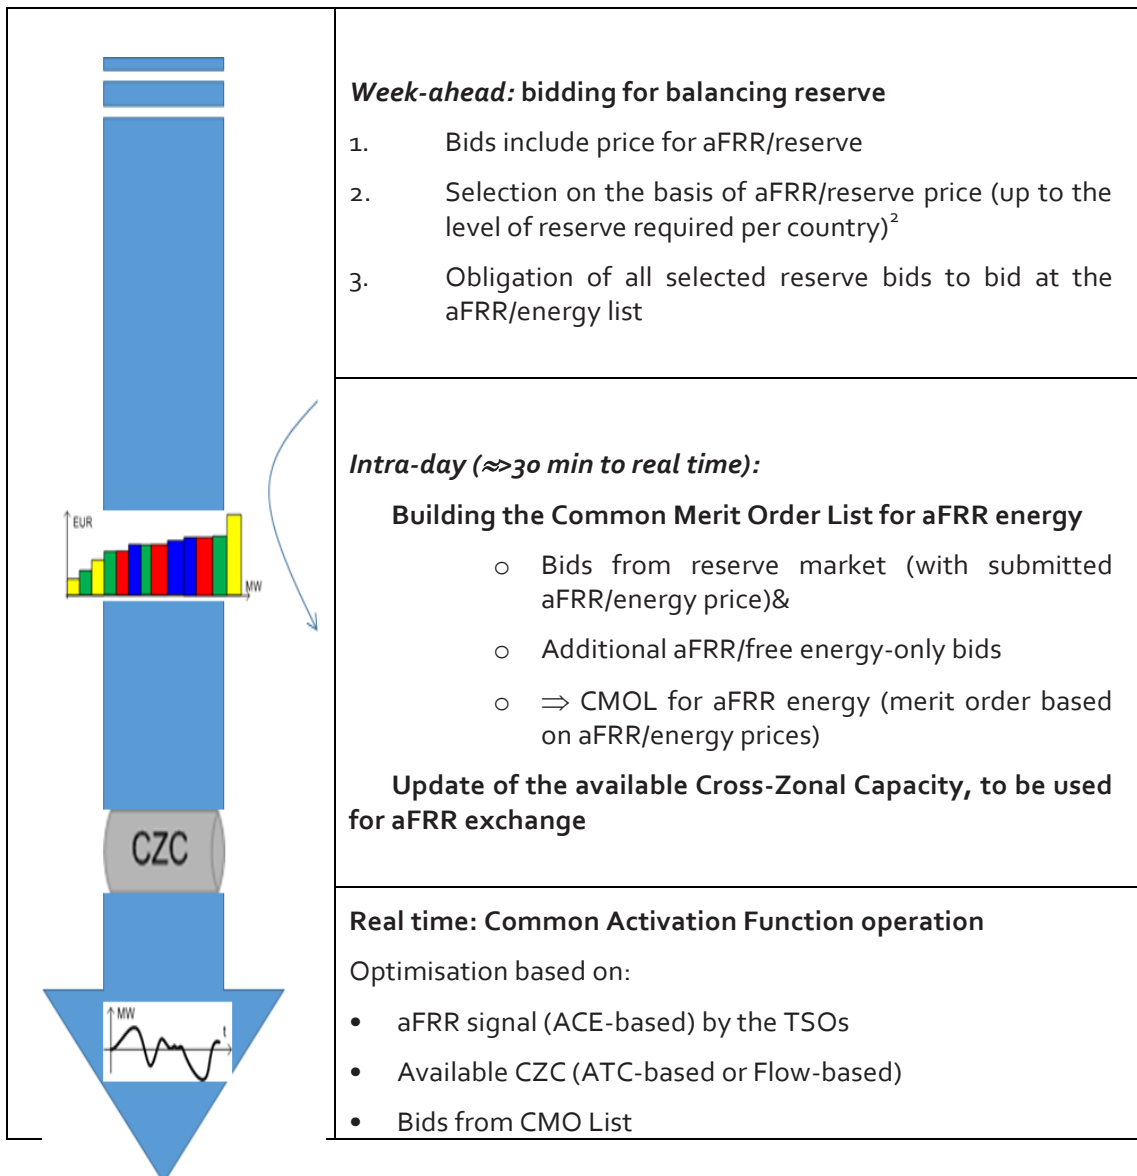 Week-ahead: bidding for balancing reserve
1. Bids include price for aFRR/reserve
2. Selection on the basis of aFRR/reserve price (up to the
level of reserve required per country)²
3. Obligation of all selected reserve bids to bid at the
aFRR/energy list
Intra-day (≈>30 min to real time):
Building the Common Merit Order List for aFRR energy
o Bids from reserve market (with submitted
aFRR/energy price)&
o Additional aFRR/free energy-only bids
o ⇒ CMOL for aFRR energy (merit order based
on aFRR/energy prices)
Update of the available Cross-Zonal Capacity, to be used
for aFRR exchange
EUR
MW
CZC
Real time: Common Activation Function operation
Optimisation based on:
• aFRR signal (ACE-based) by the TSOs
• Available CZC (ATC-based or Flow-based)
• Bids from CMO List
MW
t